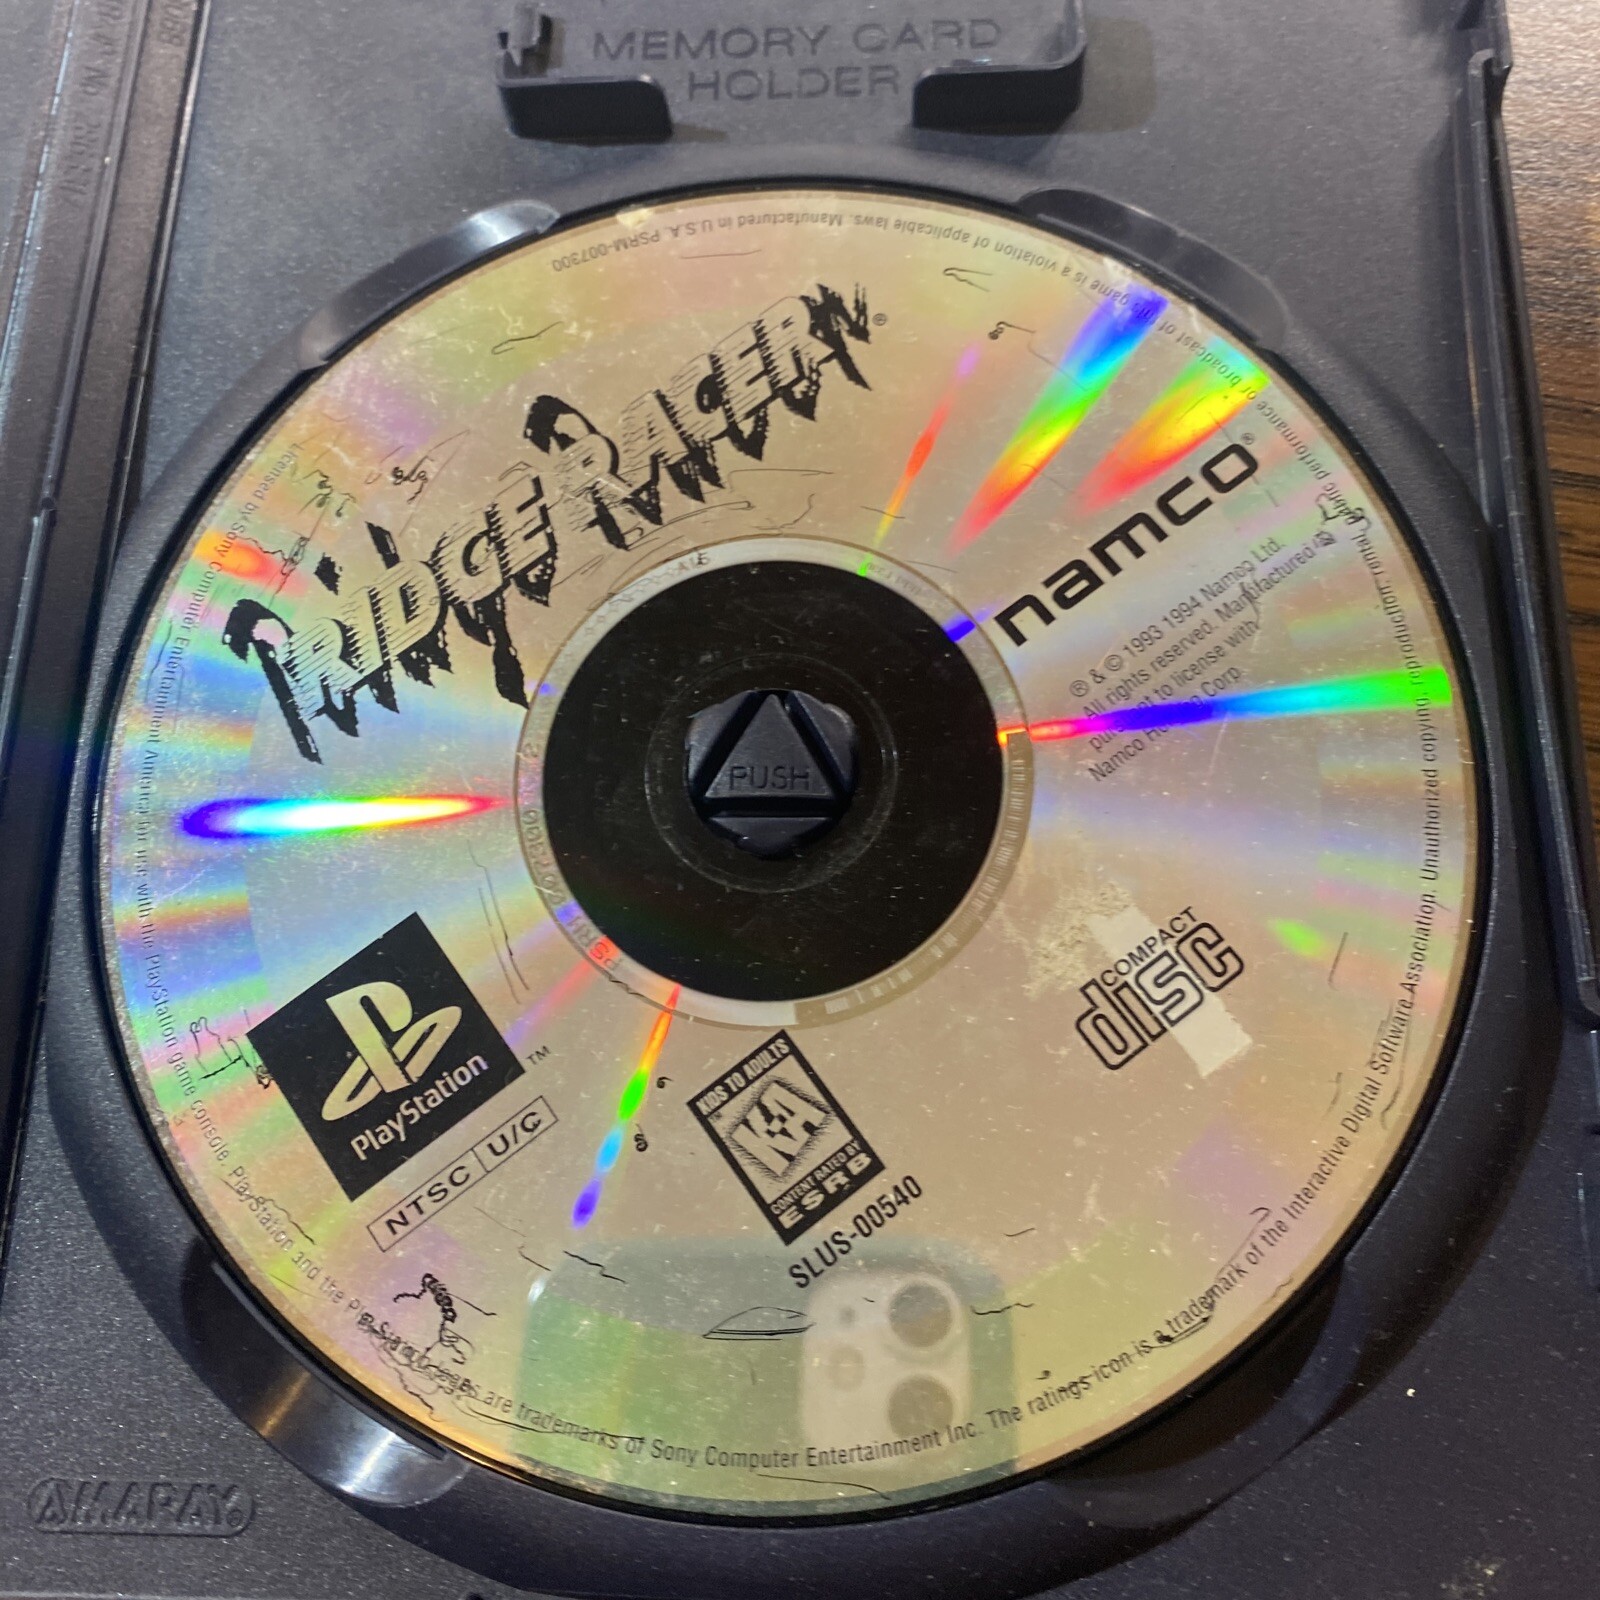 MEMORY CARD
HOLDER
RIDGE RACER®
namco®
® & © 1993 1994 Namco Ltd.
All rights reserved. Manufactured
pursuant to license with
Namco Holding Corp.
PUSH
COMPACT
disc
PlayStation
™
NTSC U/C
KIDS TO ADULTS
K-A
CONTENT RATED BY
ESRB
SLUS-00540
Licensed by Sony Computer Entertainment America for use with the PlayStation game console. PlayStation and the PlayStation logos are trademarks of Sony Computer Entertainment Inc. The ratings icon is a trademark of the Interactive Digital Software Association. Unauthorized copying, reproduction, rental, public performance or broadcast of this game is a violation of applicable laws. Manufactured in U.S.A. PSRM-007300
AMARAY®